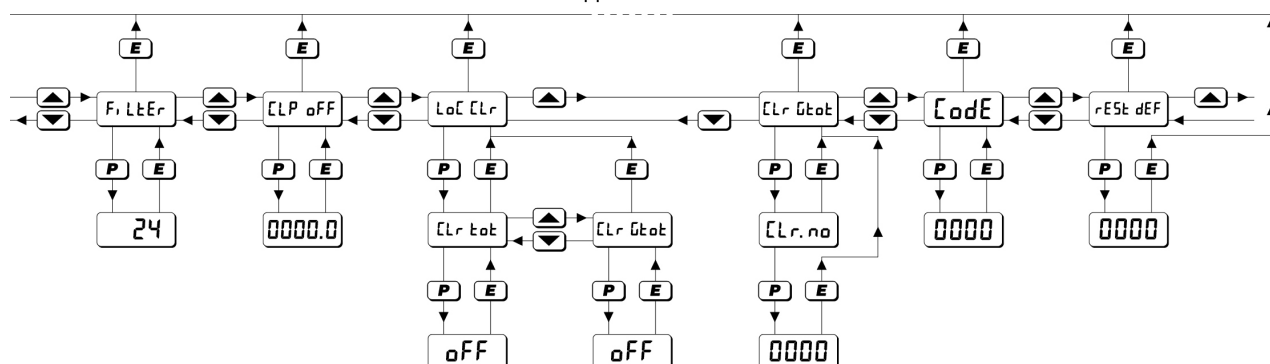 E E E E E E
FiLtEr CLP oFF LoC CLr CLr Gtot CodE rESt dEF
P E P E P E E P E P E P E
24 0000.0 CLr tot CLr Gtot CLr.no 0000 0000
P E P E P E
oFF oFF 0000